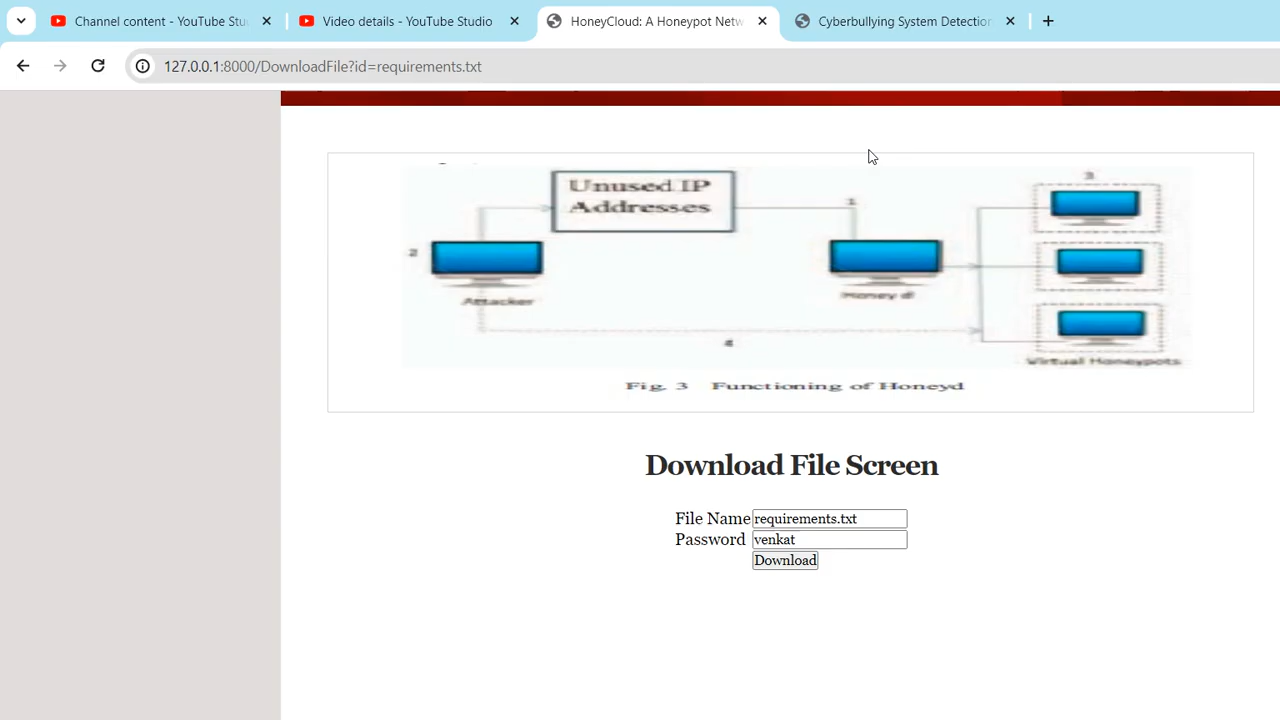 Channel content - YouTube Stu
Video details - YouTube Studio
HoneyCloud: A Honeypot Netw
Cyberbullying System Detection
127.0.0.1:8000/DownloadFile?id=requirements.txt
Unused IP
Addresses
1
2
3
Attacker
Honey d
4
Virtual Honeypots
Fig. 3 Functioning of Honeyd
Download File Screen
File Name requirements.txt
Password venkat
Download